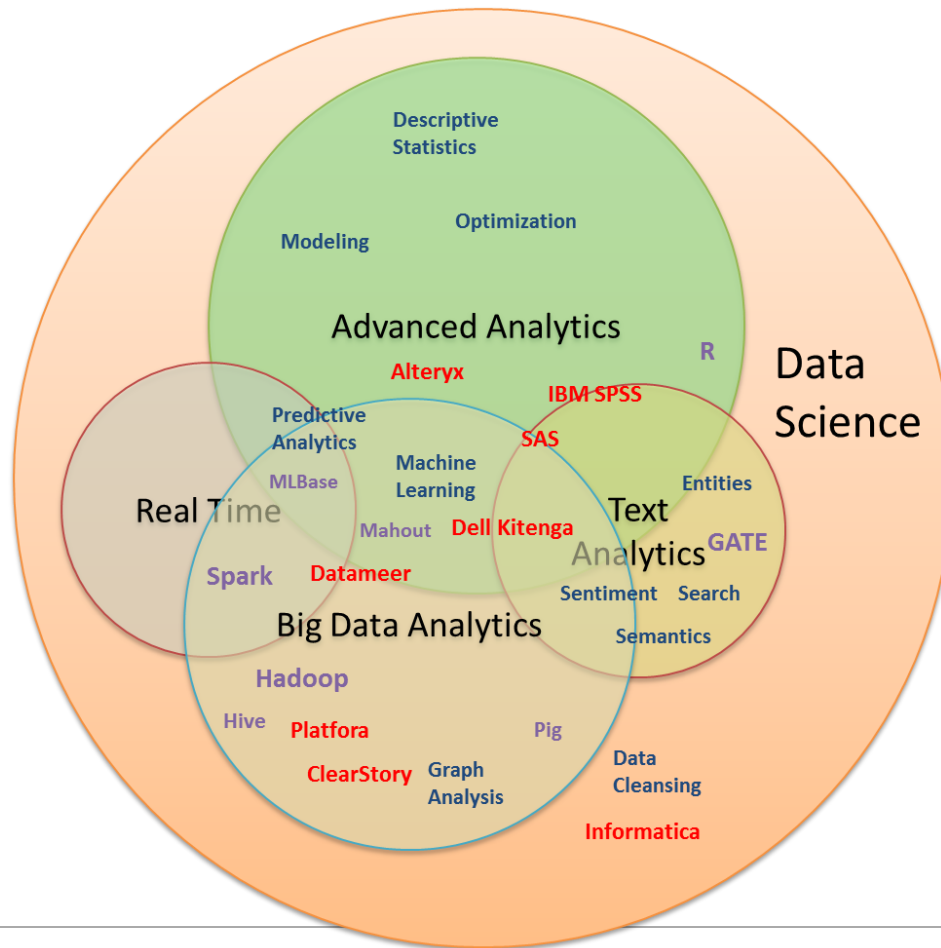 Descriptive
Statistics
Optimization
Modeling
Advanced Analytics
R
Data
Science
Alteryx
IBM SPSS
Predictive
Analytics
SAS
Machine
Learning
MLBase
Entities
Real Time
Text
Analytics
Mahout
Dell Kitenga
GATE
Spark
Datameer
Sentiment
Search
Big Data Analytics
Semantics
Hadoop
Hive
Platfora
Pig
ClearStory
Graph
Analysis
Data
Cleansing
Informatica